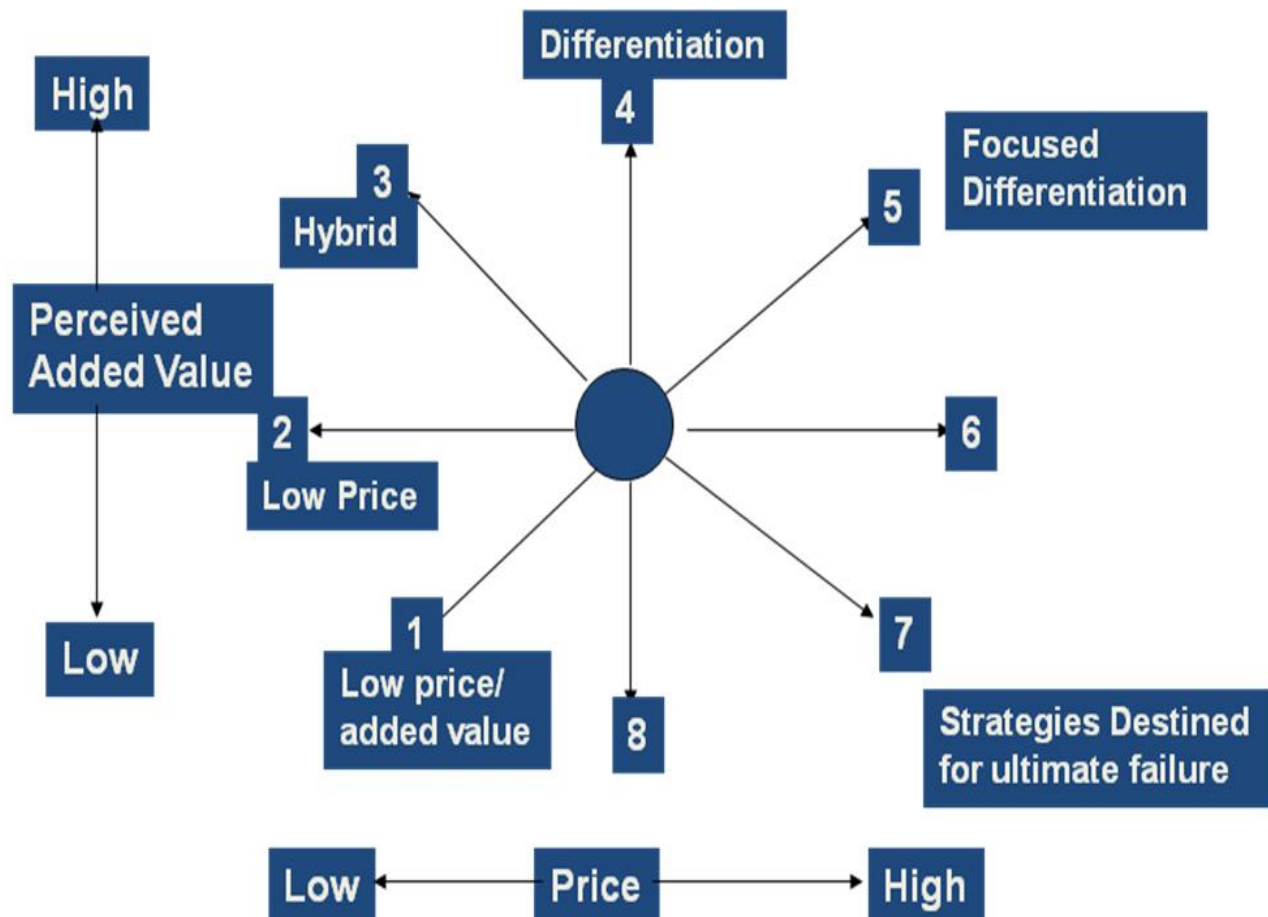 Differentiation
4
High
3
Hybrid
Focused
Differentiation
5
Perceived
Added Value
2
Low Price
6
Low
1
Low price/
added value
8
7
Strategies Destined
for ultimate failure
Low
Price
High